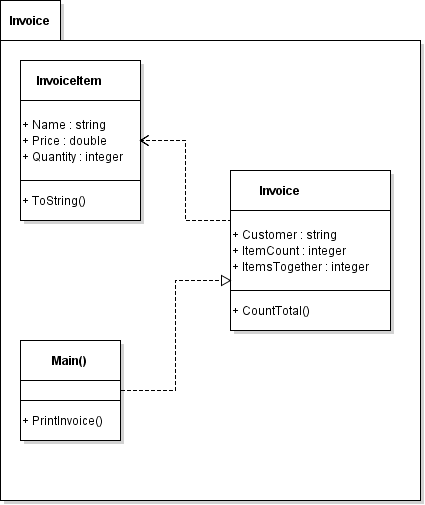 Invoice
InvoiceItem
+ Name : string
+ Price : double
+ Quantity : integer
+ ToString()
Invoice
+ Customer : string
+ ItemCount : integer
+ ItemsTogether : integer
+ CountTotal()
Main()
+ PrintInvoice()